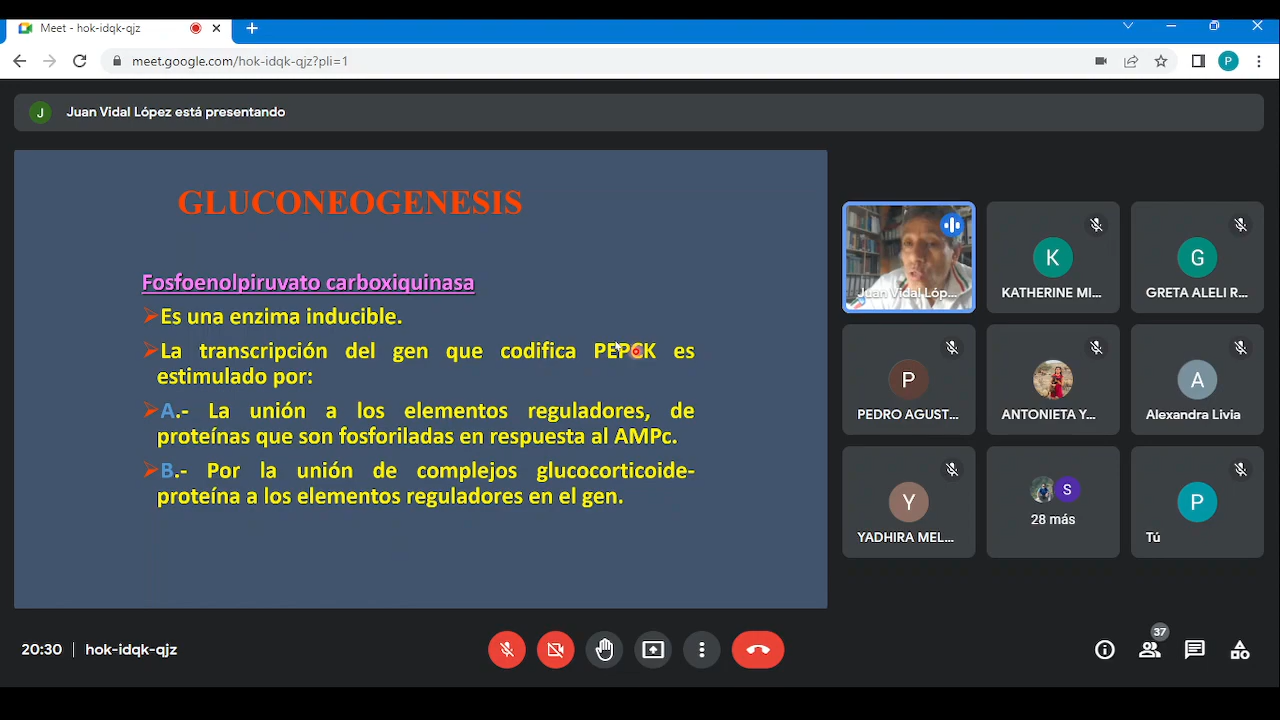 Meet - hok-idqk-qjz
meet.google.com/hok-idqk-qjz?pli=1
P
J
Juan Vidal López está presentando
GLUCONEOGENESIS
Fosfoenolpiruvato carboxiquinasa
Es una enzima inducible.
La transcripción del gen que codifica PEPCK es
estimulado por:
A.- La unión a los elementos reguladores, de
proteínas que son fosforiladas en respuesta al AMPc.
B.- Por la unión de complejos glucocorticoide-
proteína a los elementos reguladores en el gen.
Juan Vidal Lóp...
K
KATHERINE MI...
G
GRETA ALELI R...
P
PEDRO AGUST...
ANTONIETA Y...
A
Alexandra Livia
Y
YADHIRA MEL...
S
28 más
P
Tú
20:30 | hok-idqk-qjz
37